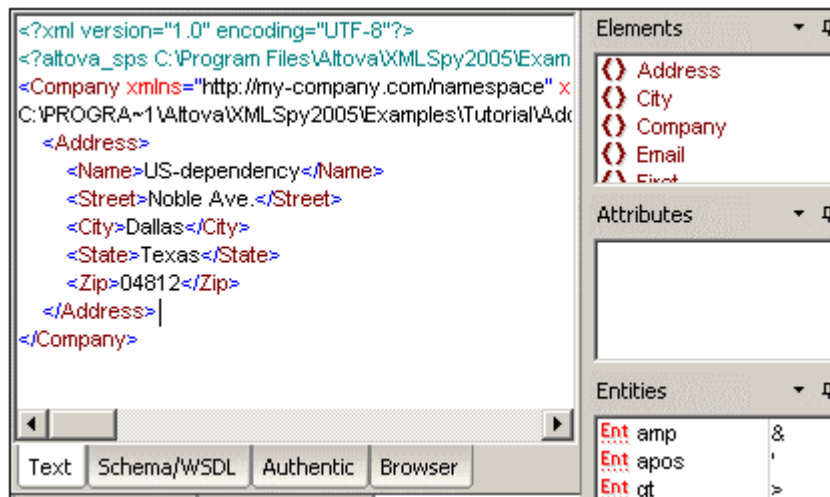 <?xml version="1.0" encoding="UTF-8"?>
<?altova_sps C:\Program Files\Altova\XMLSpy2005\Exam
<Company xmlns="http://my-company.com/namespace" x
C:\PROGRA~1\Altova\XMLSpy2005\Examples\Tutorial\Add
<Address>
<Name>US-dependency</Name>
<Street>Noble Ave.</Street>
<City>Dallas</City>
<State>Texas</State>
<Zip>04812</Zip>
</Address>
</Company>
Text Schema/WSDL Authentic Browser
Elements
Address
City
Company
Email
First
Attributes
Entities
Ent amp &
Ent apos '
Ent gt >